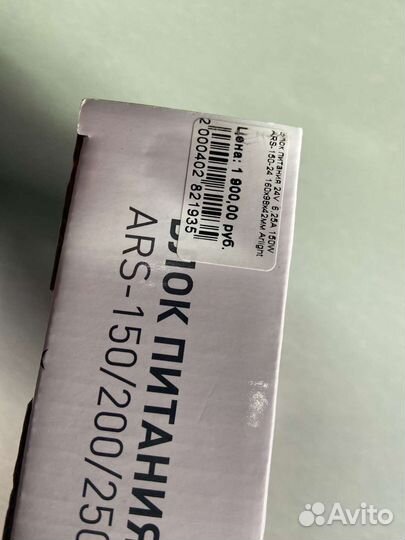 Блок питания 24V 6,25A 150W
ARS-150-24 160x98x42мм Arlight
Цена: 1 800,00 руб.
2 000402 821935
БЛОК ПИТАНИЯ
ARS-150/200/250
Avito